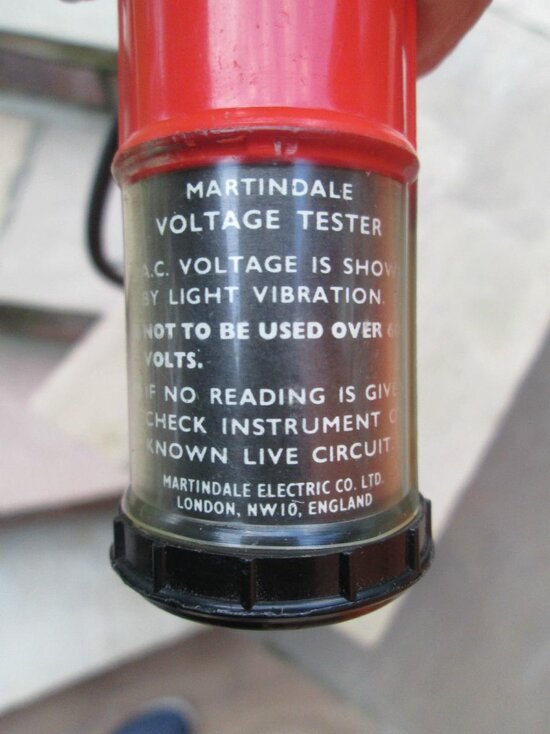 MARTINDALE
VOLTAGE TESTER
A.C. VOLTAGE IS SHOW
BY LIGHT VIBRATION.
NOT TO BE USED OVER
VOLTS.
IF NO READING IS GIVE
CHECK INSTRUMENT
KNOWN LIVE CIRCUIT
MARTINDALE ELECTRIC CO. LTD.
LONDON, NW10, ENGLAND